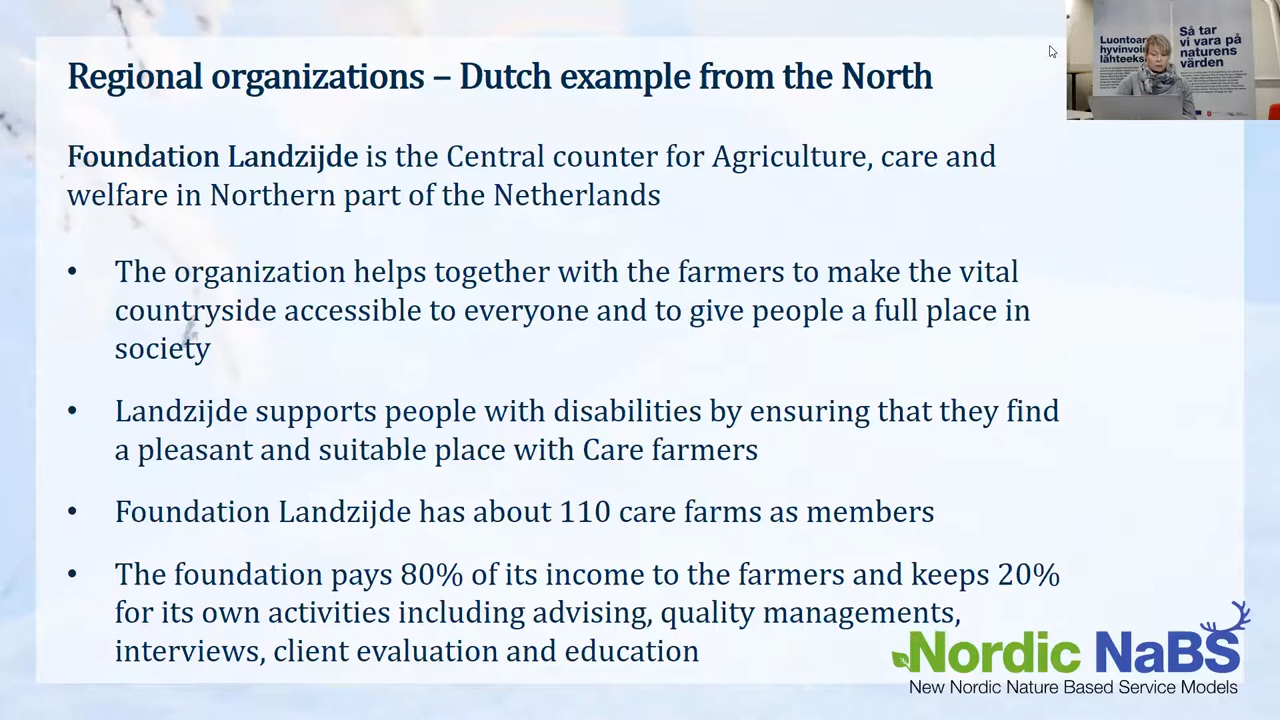 Regional organizations – Dutch example from the North
Foundation Landzijde is the Central counter for Agriculture, care and
welfare in Northern part of the Netherlands
• The organization helps together with the farmers to make the vital
countryside accessible to everyone and to give people a full place in
society
• Landzijde supports people with disabilities by ensuring that they find
a pleasant and suitable place with Care farmers
• Foundation Landzijde has about 110 care farms as members
• The foundation pays 80% of its income to the farmers and keeps 20%
for its own activities including advising, quality managements,
interviews, client evaluation and education
Nordic NaBS
New Nordic Nature Based Service Models
Så tar
vi vara på
naturens
värden